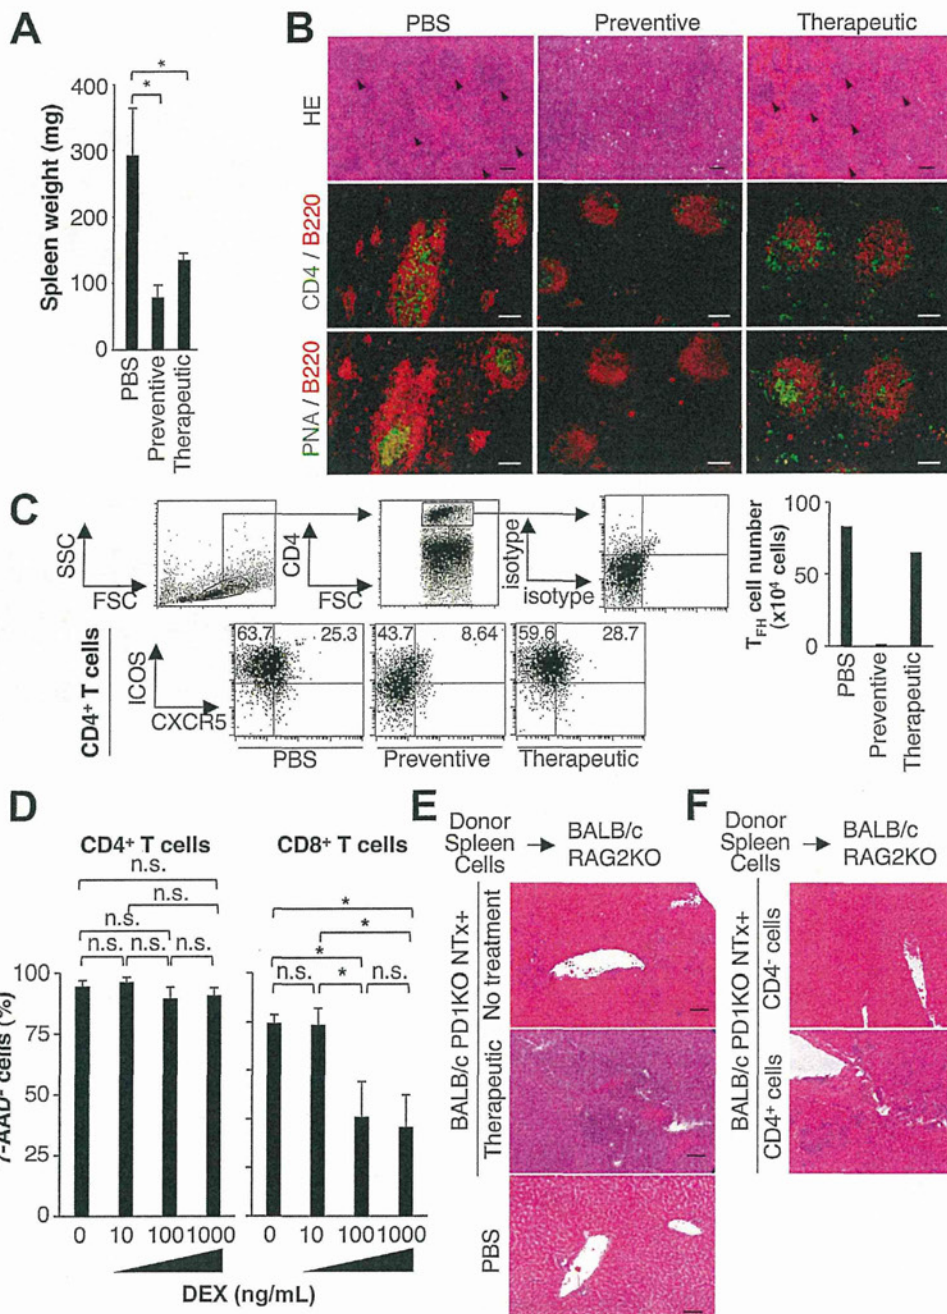 A
Spleen weight (mg)
400
300
200
100
0
*
*
PBS
Preventive
Therapeutic
B
PBS
Preventive
Therapeutic
HE
CD4 / B220
PNA / B220
C
SSC
FSC
CD4
FSC
isotype
isotype
TFH cell number
(x10⁴ cells)
100
50
0
PBS
Preventive
Therapeutic
CD4+ T cells
ICOS
CXCR5
63.7 25.3
43.7 8.64
59.6 28.7
PBS
Preventive
Therapeutic
D
CD4+ T cells
CD8+ T cells
n.s.
n.s.
n.s.
n.s. n.s. n.s.
*
*
*
n.s. * n.s.
7-AAD- cells (%)
100
75
50
25
0
0 10 100 1000
0 10 100 1000
DEX (ng/mL)
E
Donor
Spleen
Cells
BALB/c
RAG2KO
BALB/c PD1KO NTx+
No treatment
Therapeutic
PBS
F
Donor
Spleen
Cells
BALB/c
RAG2KO
BALB/c PD1KO NTx+
CD4- cells
CD4+ cells